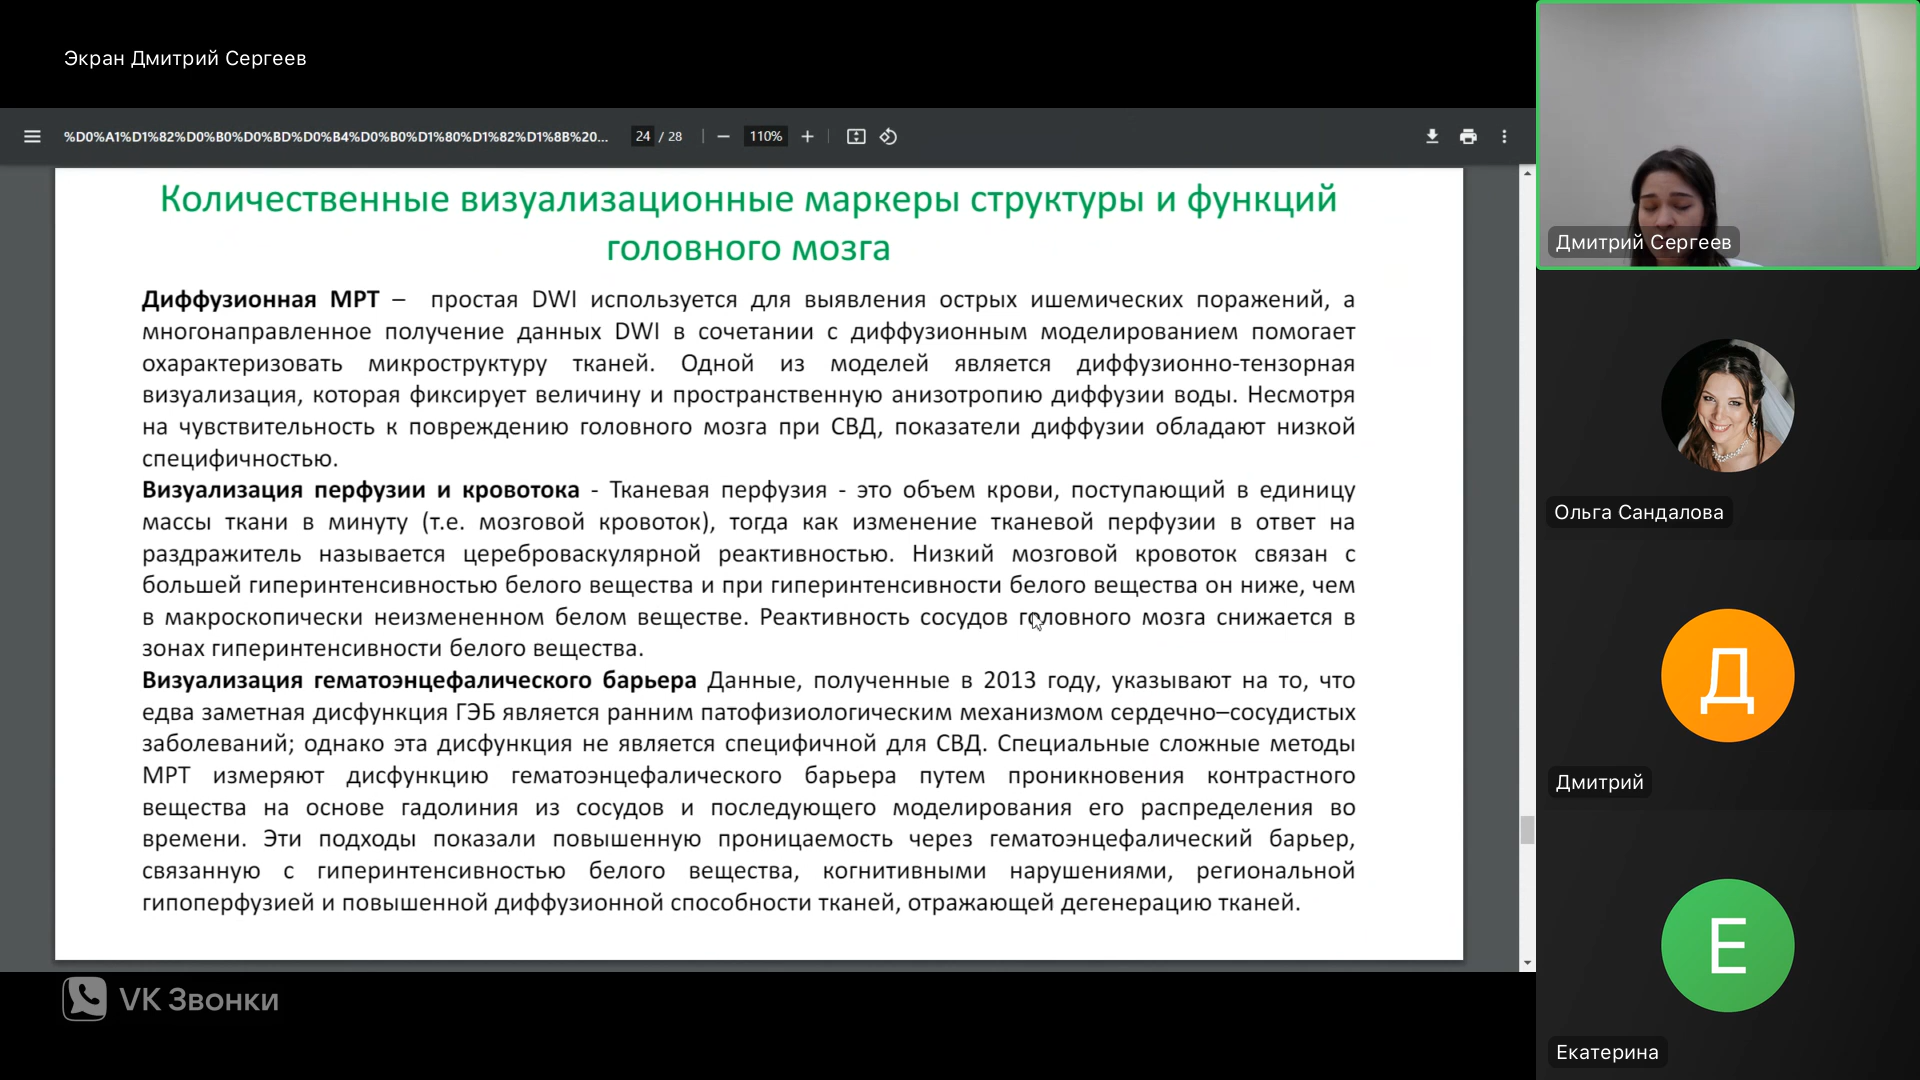 Экран Дмитрий Сергеев
%D0%A1%D1%82%D0%B0%D0%BD%D0%B4%D0%B0%D1%80%D1%82%D1%8B%20...
24 / 28
110%
Количественные визуализационные маркеры структуры и функций
головного мозга
Диффузионная МРТ – простая DWI используется для выявления острых ишемических поражений, а
многонаправленное получение данных DWI в сочетании с диффузионным моделированием помогает
охарактеризовать микроструктуру тканей. Одной из моделей является диффузионно-тензорная
визуализация, которая фиксирует величину и пространственную анизотропию диффузии воды. Несмотря
на чувствительность к повреждению головного мозга при СВД, показатели диффузии обладают низкой
специфичностью.
Визуализация перфузии и кровотока - Тканевая перфузия - это объем крови, поступающий в единицу
массы ткани в минуту (т.е. мозговой кровоток), тогда как изменение тканевой перфузии в ответ на
раздражитель называется цереброваскулярной реактивностью. Низкий мозговой кровоток связан с
большей гиперинтенсивностью белого вещества и при гиперинтенсивности белого вещества он ниже, чем
в макроскопически неизмененном белом веществе. Реактивность сосудов головного мозга снижается в
зонах гиперинтенсивности белого вещества.
Визуализация гематоэнцефалического барьера Данные, полученные в 2013 году, указывают на то, что
едва заметная дисфункция ГЭБ является ранним патофизиологическим механизмом сердечно–сосудистых
заболеваний; однако эта дисфункция не является специфичной для СВД. Специальные сложные методы
МРТ измеряют дисфункцию гематоэнцефалического барьера путем проникновения контрастного
вещества на основе гадолиния из сосудов и последующего моделирования его распределения во
времени. Эти подходы показали повышенную проницаемость через гематоэнцефалический барьер,
связанную с гиперинтенсивностью белого вещества, когнитивными нарушениями, региональной
гипоперфузией и повышенной диффузионной способности тканей, отражающей дегенерацию тканей.
VK Звонки
Дмитрий Сергеев
Ольга Сандалова
Д
Дмитрий
Е
Екатерина